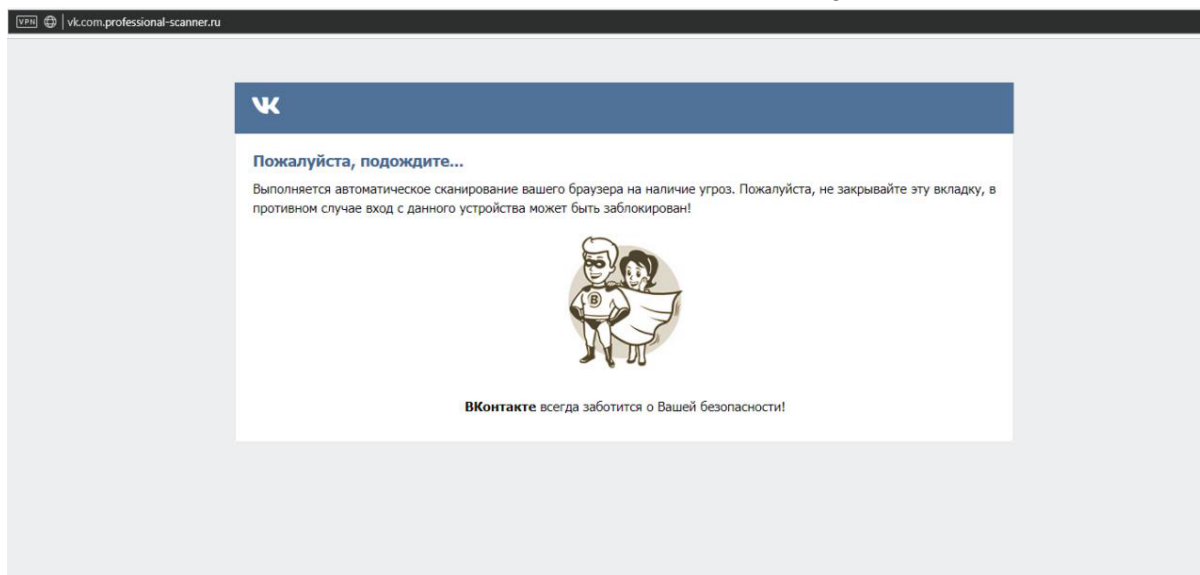 VPN vk.com.professional-scanner.ru
Пожалуйста, подождите...
Выполняется автоматическое сканирование вашего браузера на наличие угроз. Пожалуйста, не закрывайте эту вкладку, в
противном случае вход с данного устройства может быть заблокирован!
В
ВКонтакте всегда заботится о Вашей безопасности!